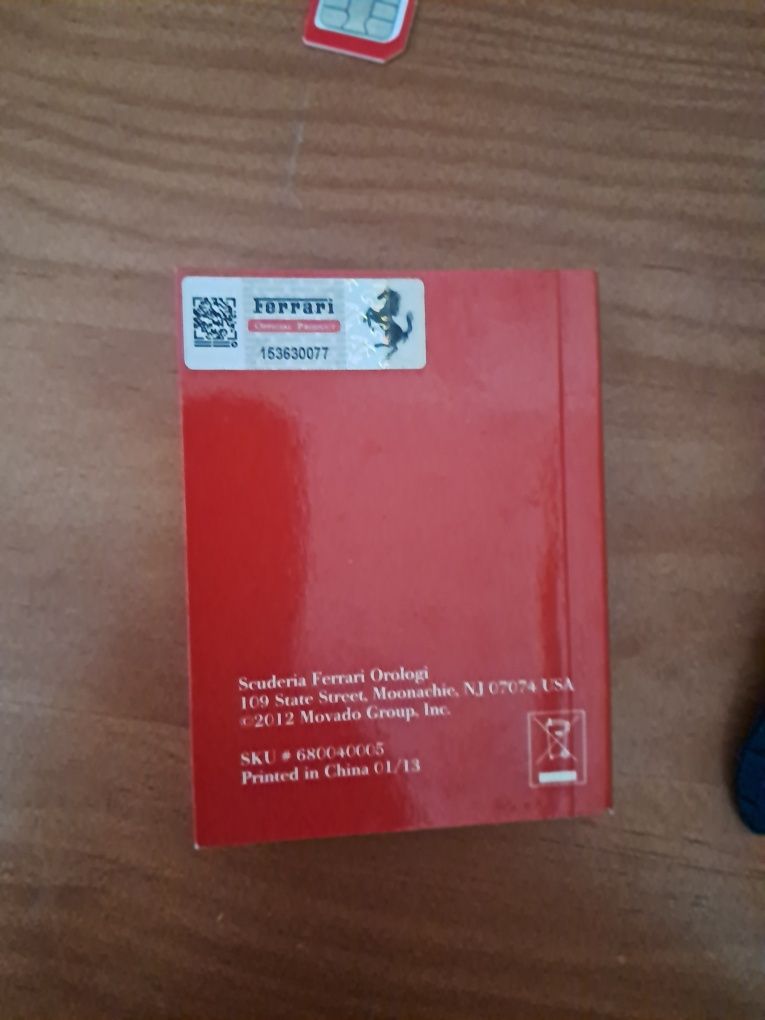 Ferrari
Official Product
153630077
Scuderia Ferrari Orologi
109 State Street, Moonachie, NJ 07074 USA
©2012 Movado Group, Inc.
SKU # 680040005
Printed in China 01/13